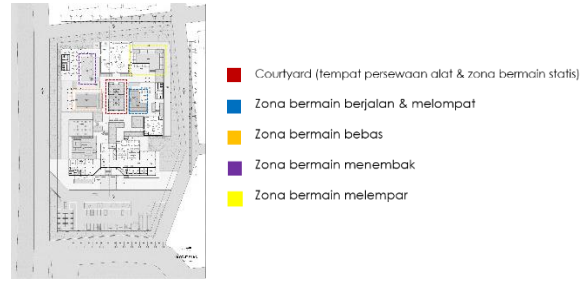 Courtyard (tempat persewaan alat & zona bermain statis)
Zona bermain berjalan & melompat
Zona bermain bebas
Zona bermain menembak
Zona bermain melempar